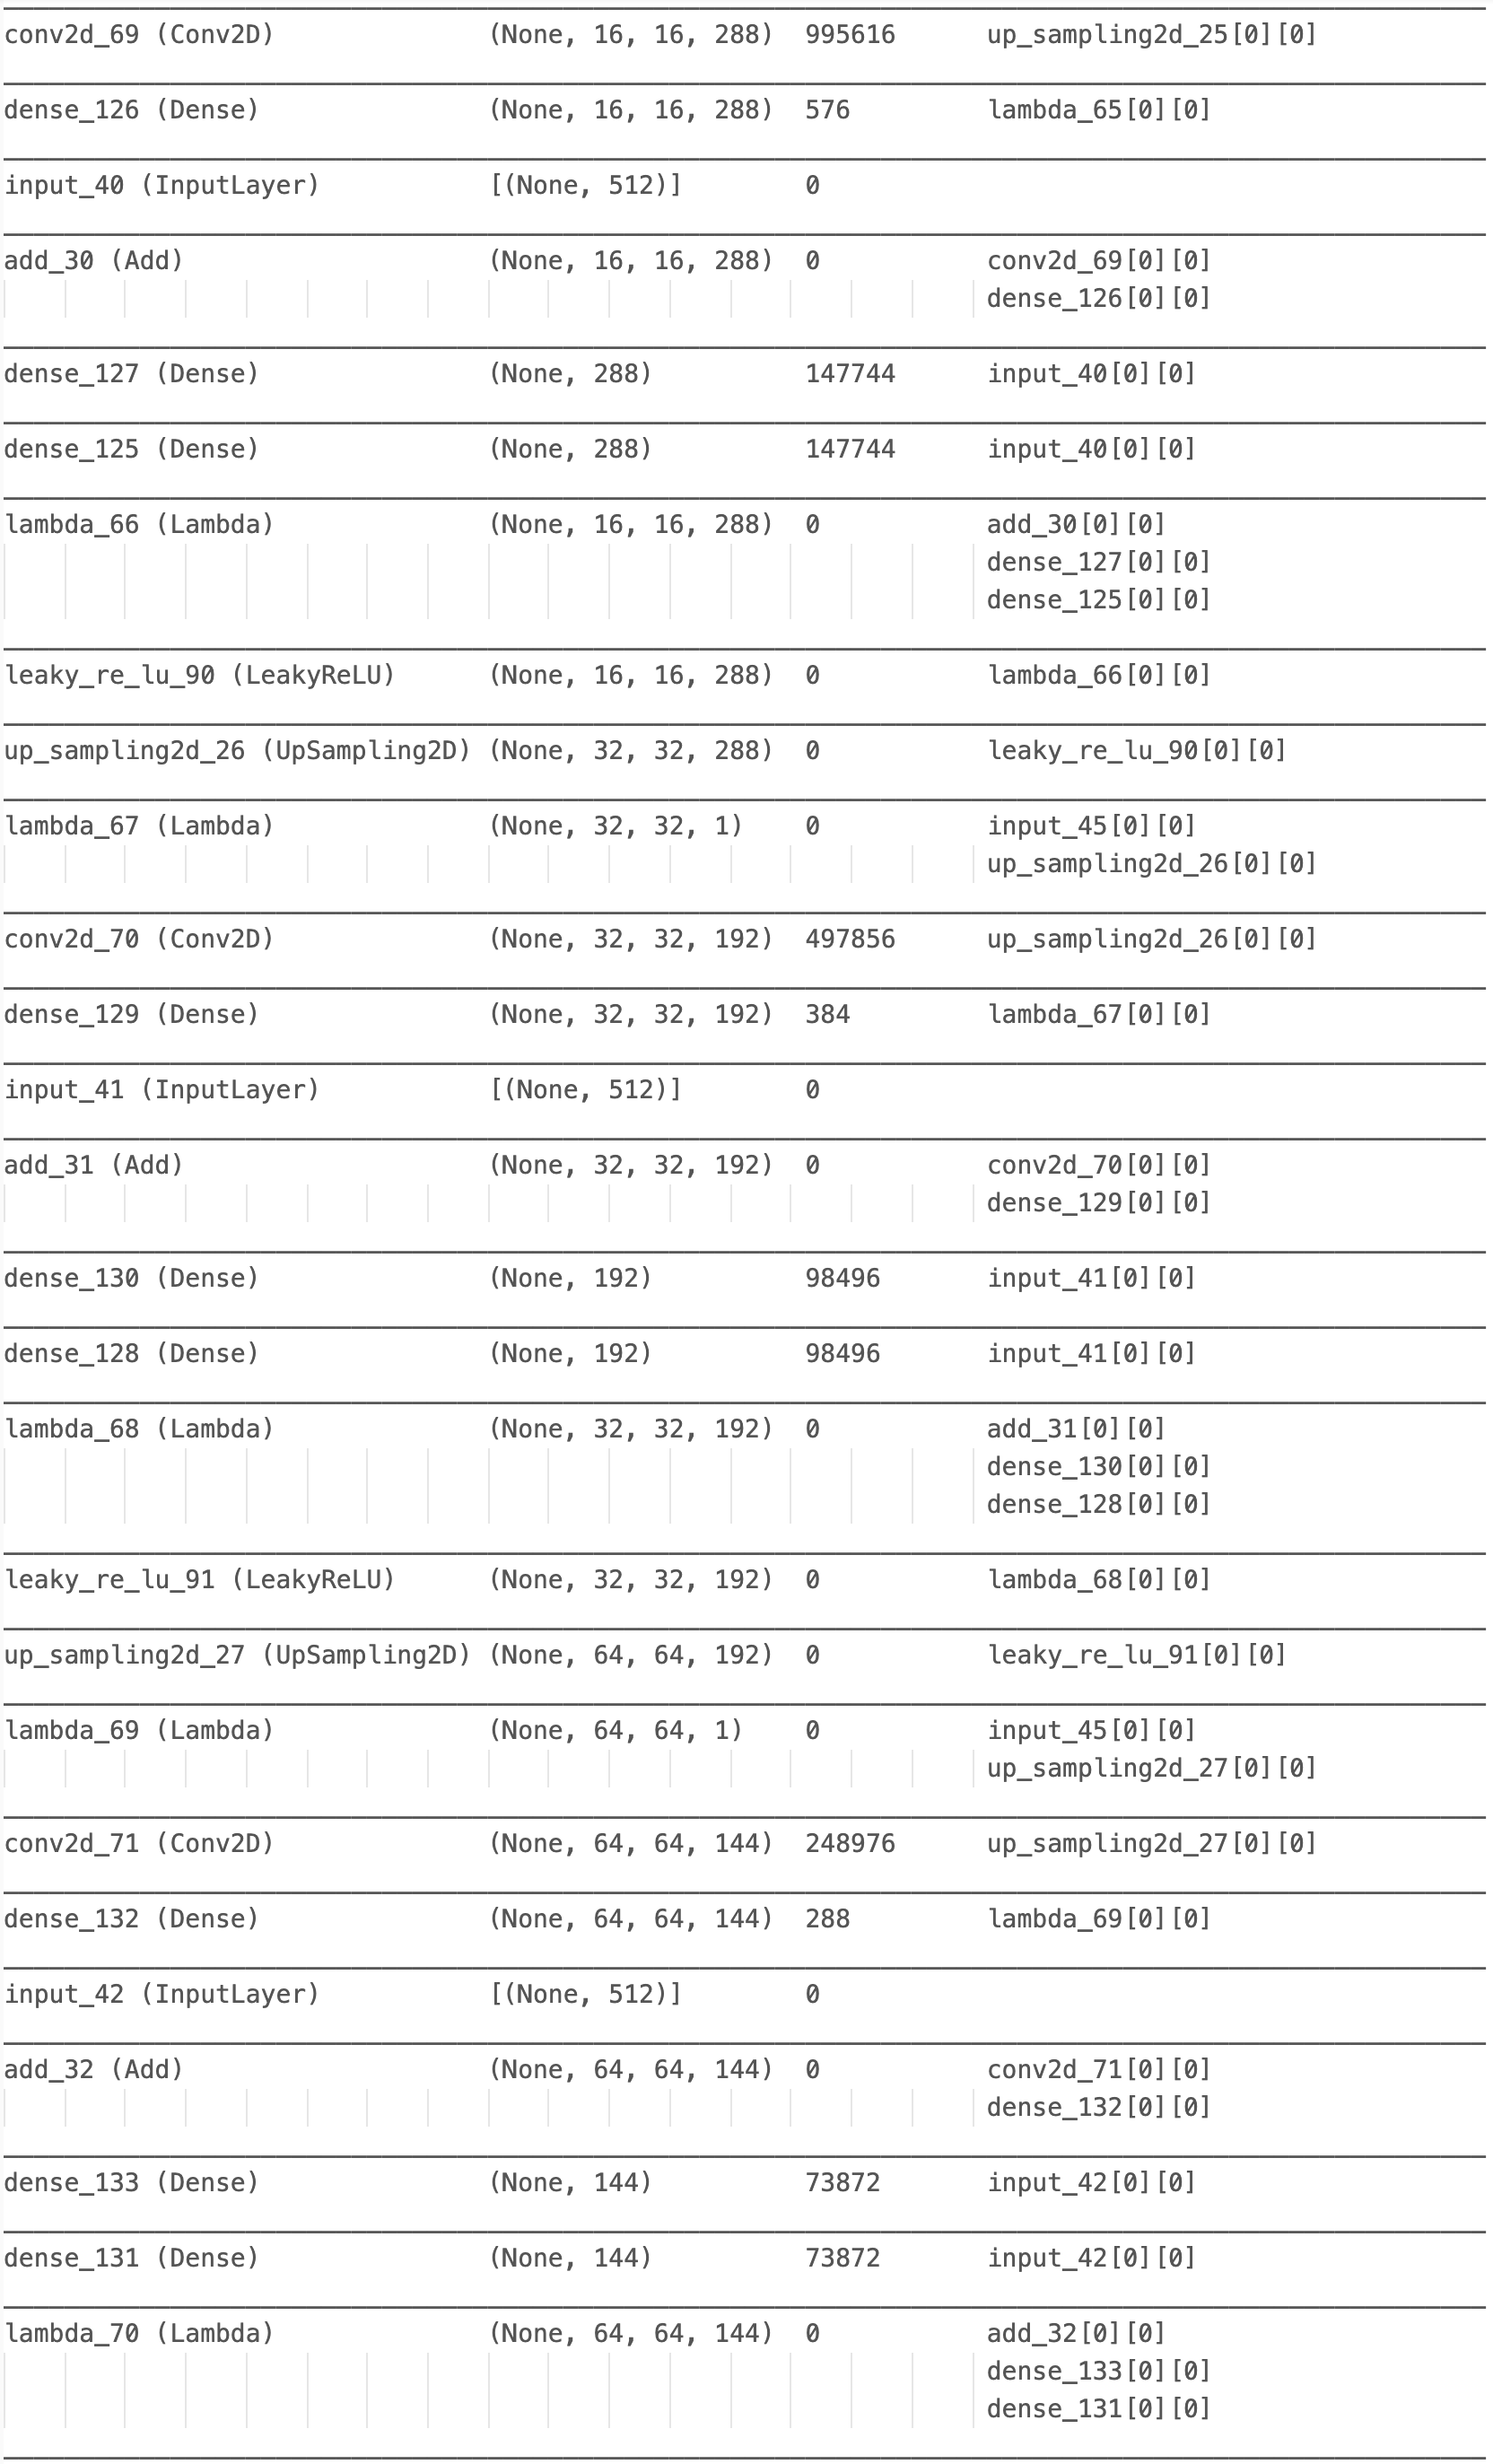 conv2d_69 (Conv2D) (None, 16, 16, 288) 995616 up_sampling2d_25[0][0]
dense_126 (Dense) (None, 16, 16, 288) 576 lambda_65[0][0]
input_40 (InputLayer) [(None, 512)] 0
add_30 (Add) (None, 16, 16, 288) 0 conv2d_69[0][0]
dense_126[0][0]
dense_127 (Dense) (None, 288) 147744 input_40[0][0]
dense_125 (Dense) (None, 288) 147744 input_40[0][0]
lambda_66 (Lambda) (None, 16, 16, 288) 0 add_30[0][0]
dense_127[0][0]
dense_125[0][0]
leaky_re_lu_90 (LeakyReLU) (None, 16, 16, 288) 0 lambda_66[0][0]
up_sampling2d_26 (UpSampling2D) (None, 32, 32, 288) 0 leaky_re_lu_90[0][0]
lambda_67 (Lambda) (None, 32, 32, 1) 0 input_45[0][0]
up_sampling2d_26[0][0]
conv2d_70 (Conv2D) (None, 32, 32, 192) 497856 up_sampling2d_26[0][0]
dense_129 (Dense) (None, 32, 32, 192) 384 lambda_67[0][0]
input_41 (InputLayer) [(None, 512)] 0
add_31 (Add) (None, 32, 32, 192) 0 conv2d_70[0][0]
dense_129[0][0]
dense_130 (Dense) (None, 192) 98496 input_41[0][0]
dense_128 (Dense) (None, 192) 98496 input_41[0][0]
lambda_68 (Lambda) (None, 32, 32, 192) 0 add_31[0][0]
dense_130[0][0]
dense_128[0][0]
leaky_re_lu_91 (LeakyReLU) (None, 32, 32, 192) 0 lambda_68[0][0]
up_sampling2d_27 (UpSampling2D) (None, 64, 64, 192) 0 leaky_re_lu_91[0][0]
lambda_69 (Lambda) (None, 64, 64, 1) 0 input_45[0][0]
up_sampling2d_27[0][0]
conv2d_71 (Conv2D) (None, 64, 64, 144) 248976 up_sampling2d_27[0][0]
dense_132 (Dense) (None, 64, 64, 144) 288 lambda_69[0][0]
input_42 (InputLayer) [(None, 512)] 0
add_32 (Add) (None, 64, 64, 144) 0 conv2d_71[0][0]
dense_132[0][0]
dense_133 (Dense) (None, 144) 73872 input_42[0][0]
dense_131 (Dense) (None, 144) 73872 input_42[0][0]
lambda_70 (Lambda) (None, 64, 64, 144) 0 add_32[0][0]
dense_133[0][0]
dense_131[0][0]